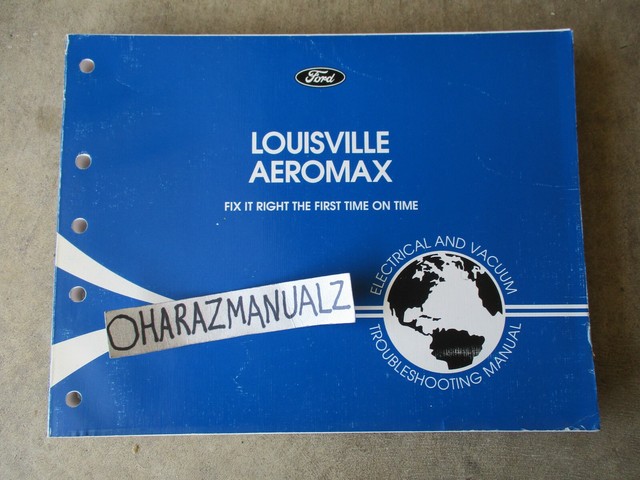 Ford
LOUISVILLE
AEROMAX
FIX IT RIGHT THE FIRST TIME ON TIME
ELECTRICAL AND VACUUM
TROUBLESHOOTING MANUAL
OHARAZMANUALZ